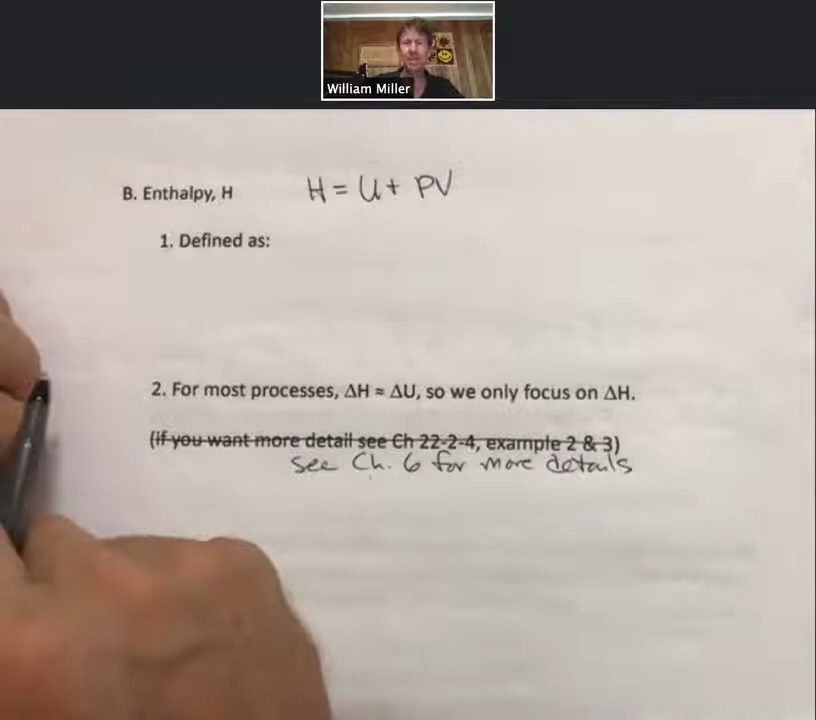 William Miller
B. Enthalpy, H H = U + PV
1. Defined as:
2. For most processes, ΔH ≈ ΔU, so we only focus on ΔH.
(if you want more detail see Ch 22-2-4, example 2 & 3)
see Ch. 6 for more details